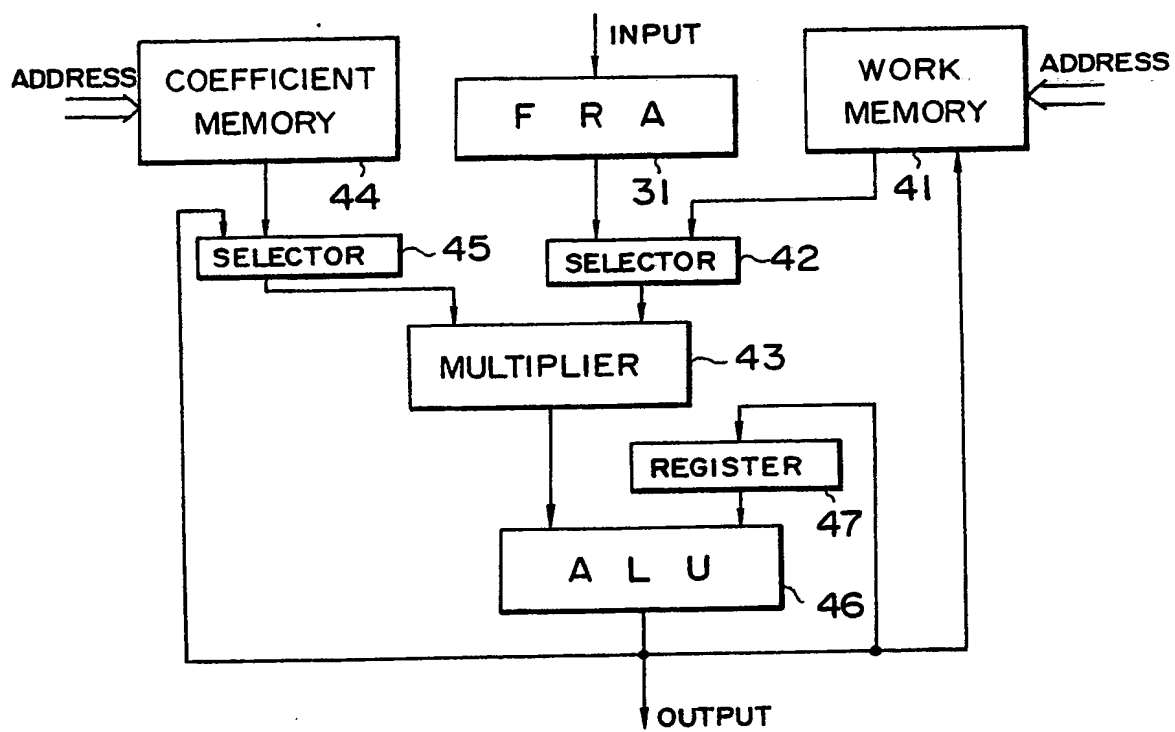 INPUT
ADDRESS
COEFFICIENT
MEMORY
F R A
WORK
MEMORY
ADDRESS
44
31
41
SELECTOR
45
SELECTOR
42
MULTIPLIER
43
REGISTER
47
A L U
46
OUTPUT